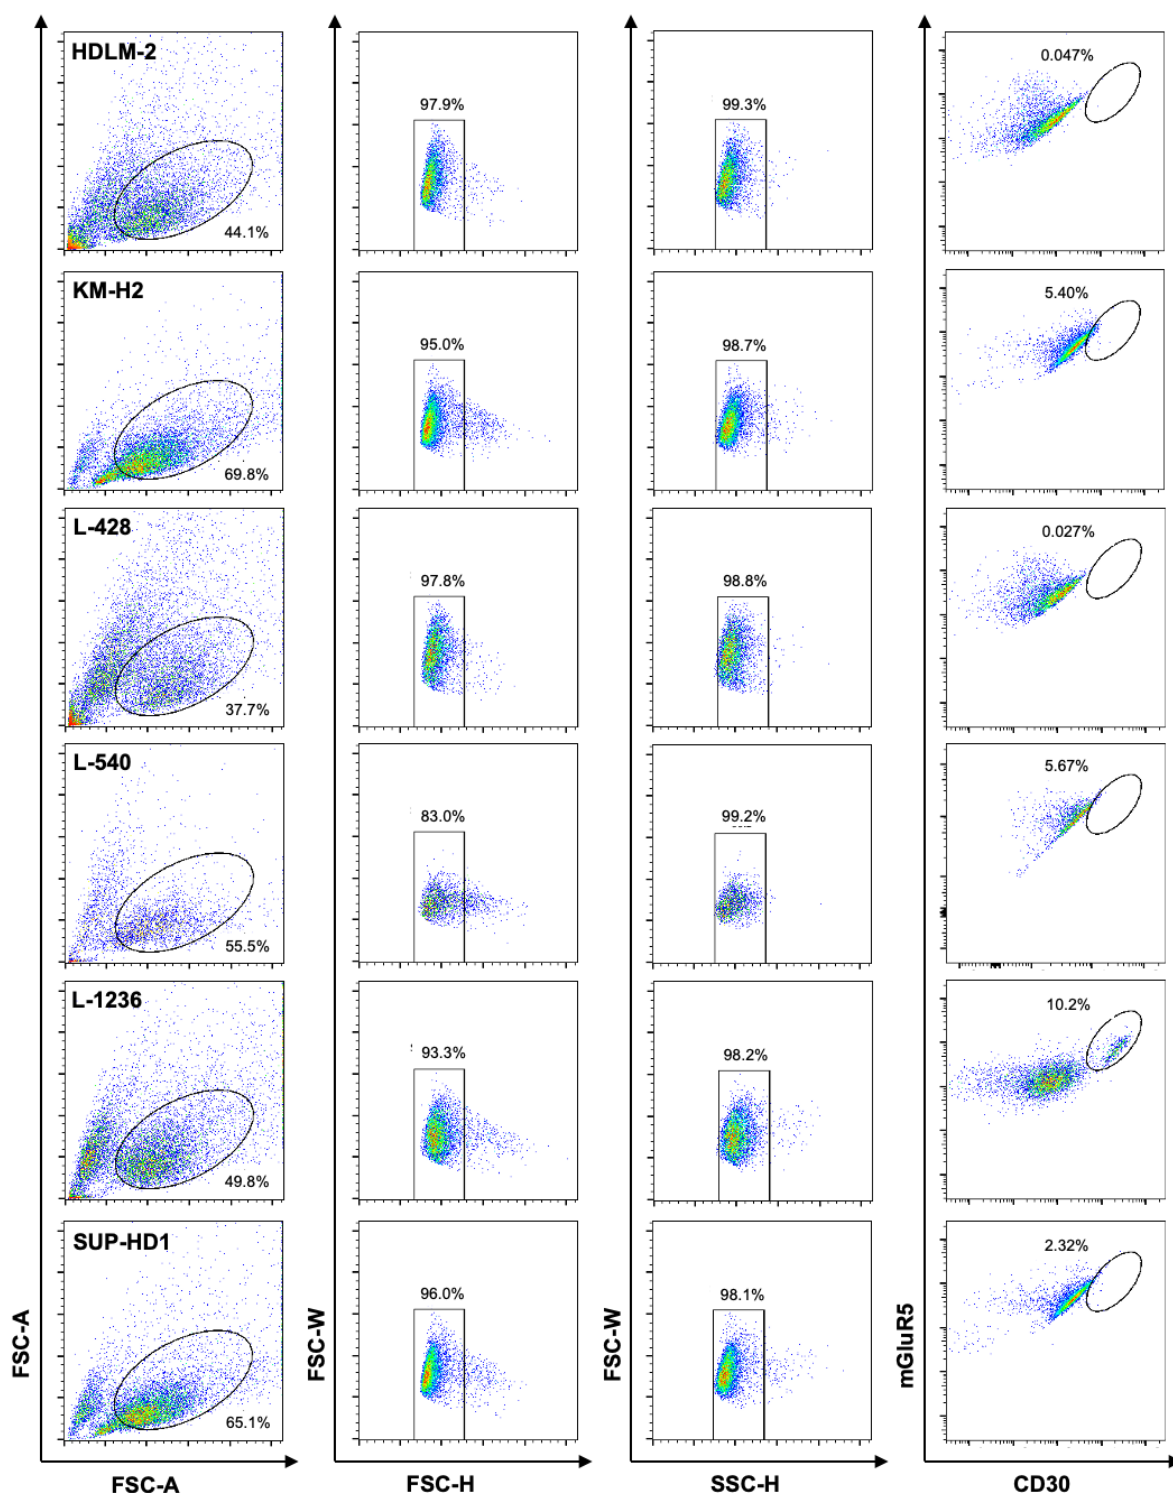 HDLM-2
97.9%
99.3%
0.047%
44.1%
KM-H2
95.0%
98.7%
5.40%
69.8%
L-428
97.8%
98.8%
0.027%
37.7%
L-540
83.0%
99.2%
5.67%
55.5%
L-1236
93.3%
98.2%
10.2%
49.8%
SUP-HD1
96.0%
98.1%
2.32%
65.1%
FSC-A
FSC-W
FSC-W
mGluR5
FSC-A
FSC-H
SSC-H
CD30